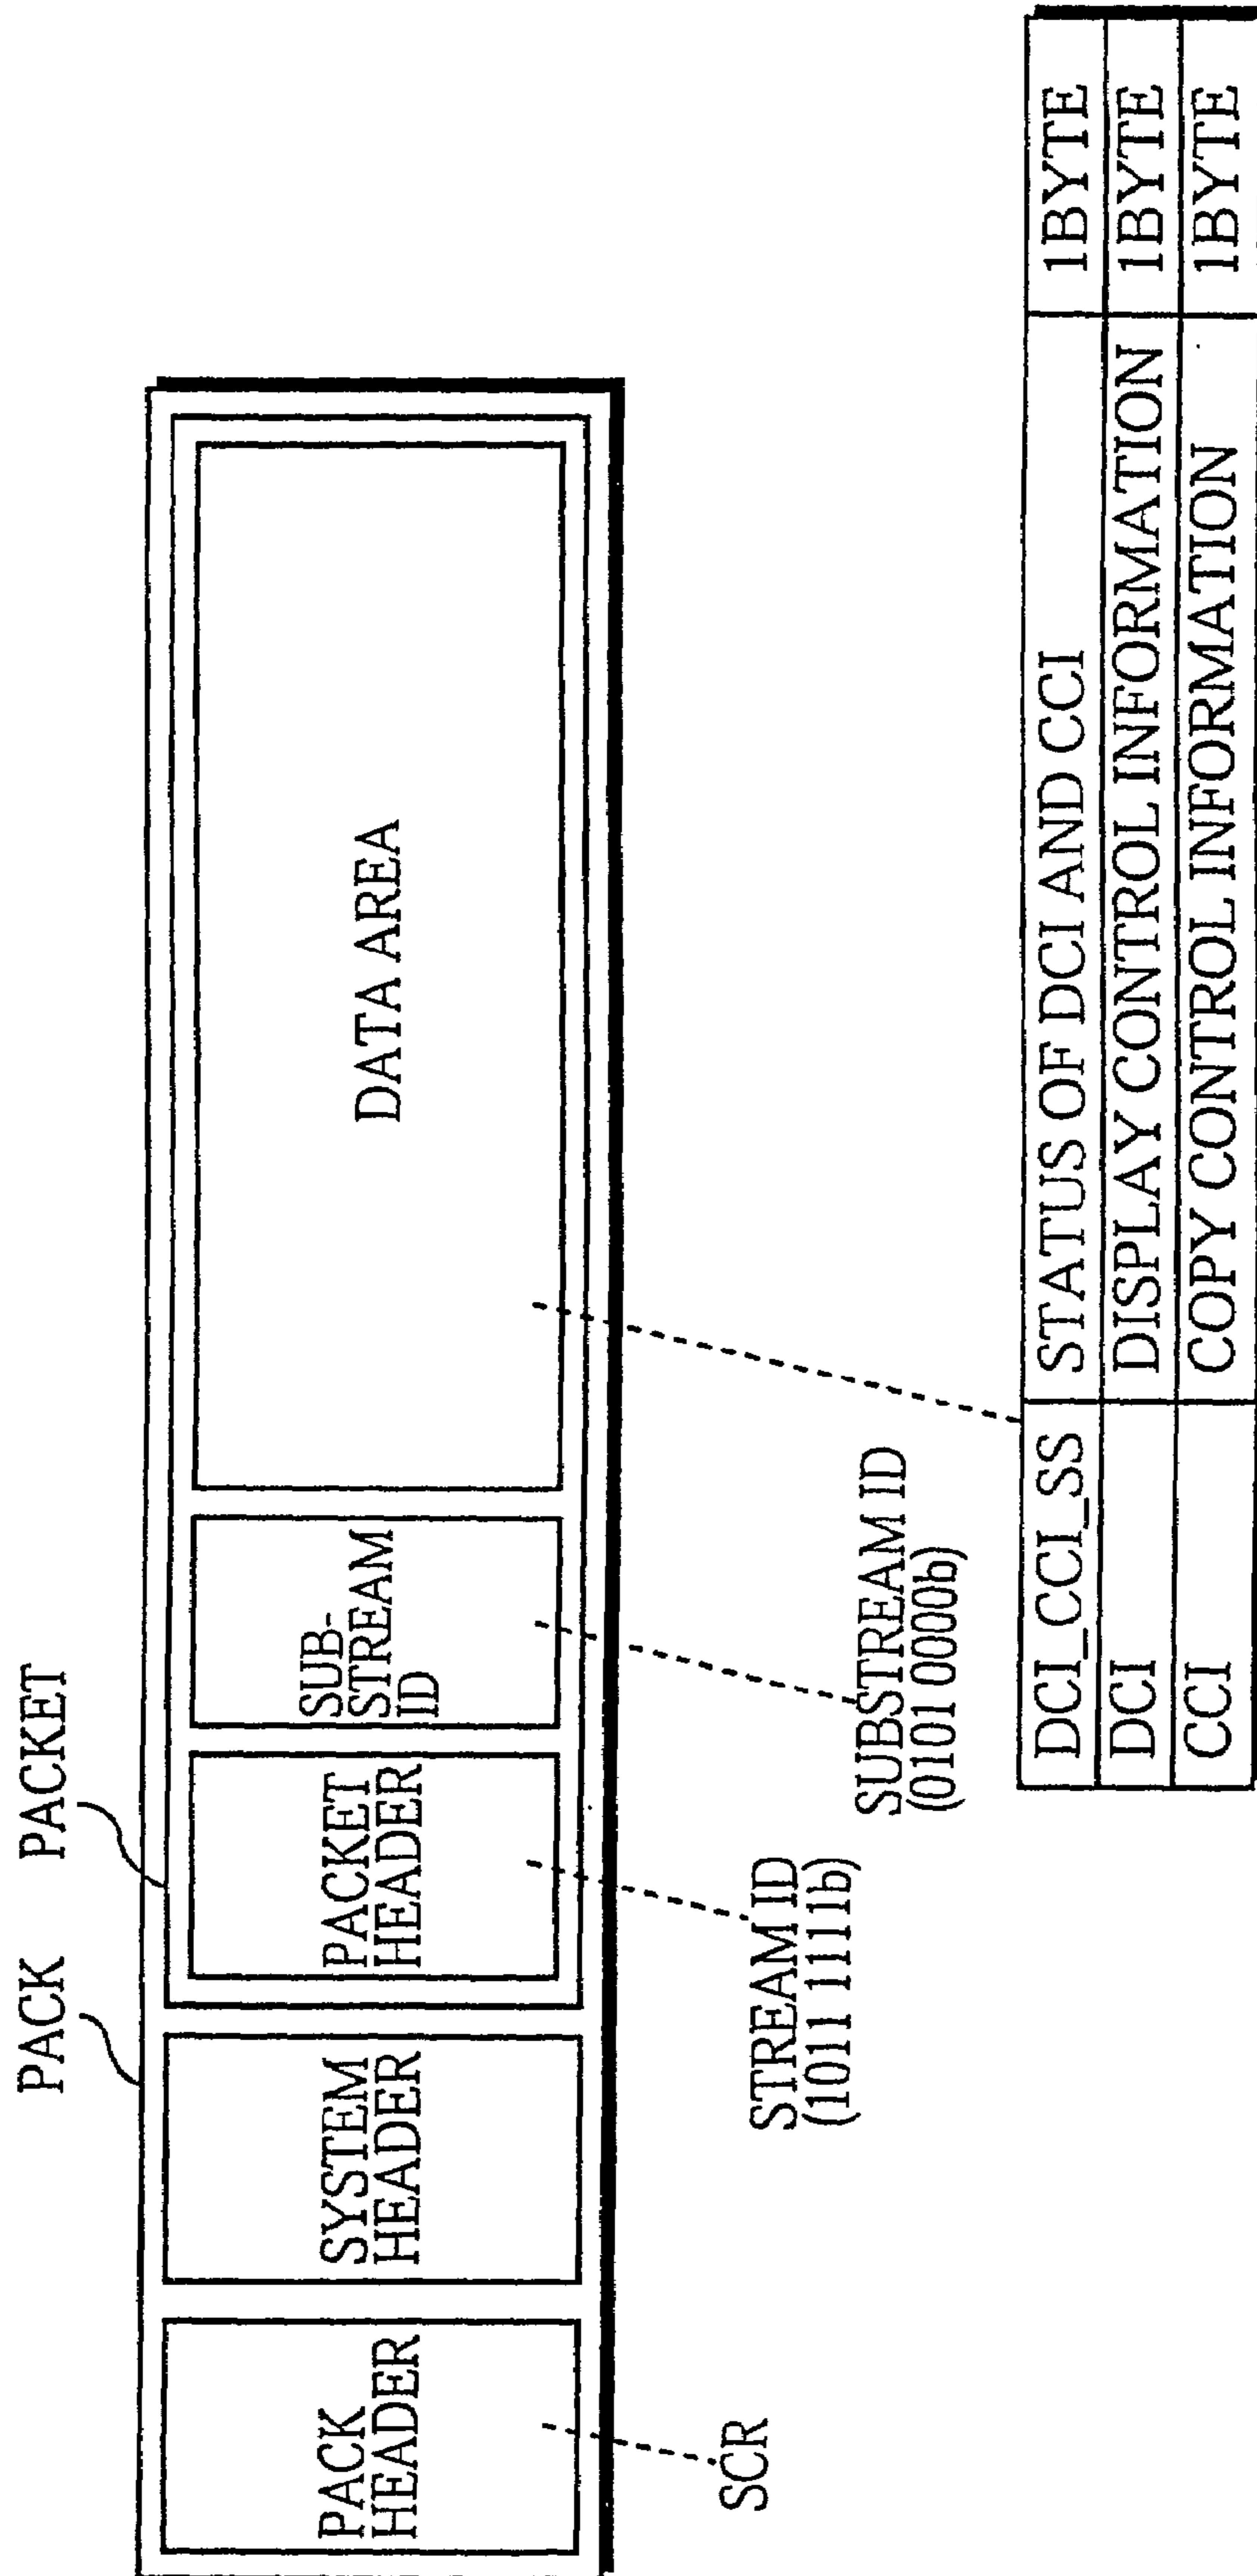 PACK
PACKET
PACK
HEADER
SYSTEM
HEADER
PACKET
HEADER
SUB-
STREAM
ID
DATA AREA
SCR
STREAM ID
(1011 1111b)
SUBSTREAM ID
(0101 0000b)
DCI_CCI_SS STATUS OF DCI AND CCI 1BYTE
DCI DISPLAY CONTROL INFORMATION 1BYTE
CCI COPY CONTROL INFORMATION 1BYTE